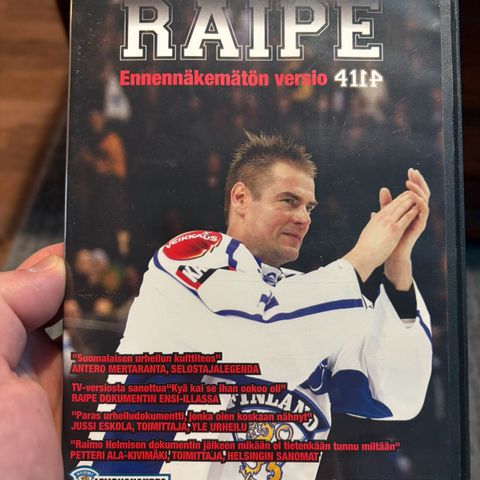 RAIPE
Ennennäkemätön versio 4114
VEIKKAUS
"Suomalaisen urheilun kulttiteos"
ANTERO MERTARANTA, SELOSTAJALEGENDA
TV-versiosta sanottua"Kyä kai se ihan ookoo oli"
RAIPE DOKUMENTIN ENSI-ILLASSA
"Paras urheiludokumentti, jonka olen koskaan nähnyt"
JUSSI ESKOLA, TOIMITTAJA, YLE URHEILU
"Raimo Helmisen dokumentin jälkeen mikään ei tietenkään tunnu miltään"
PETTERI ALA-KIVIMÄKI, TOIMITTAJA, HELSINGIN SANOMAT
FINLAND